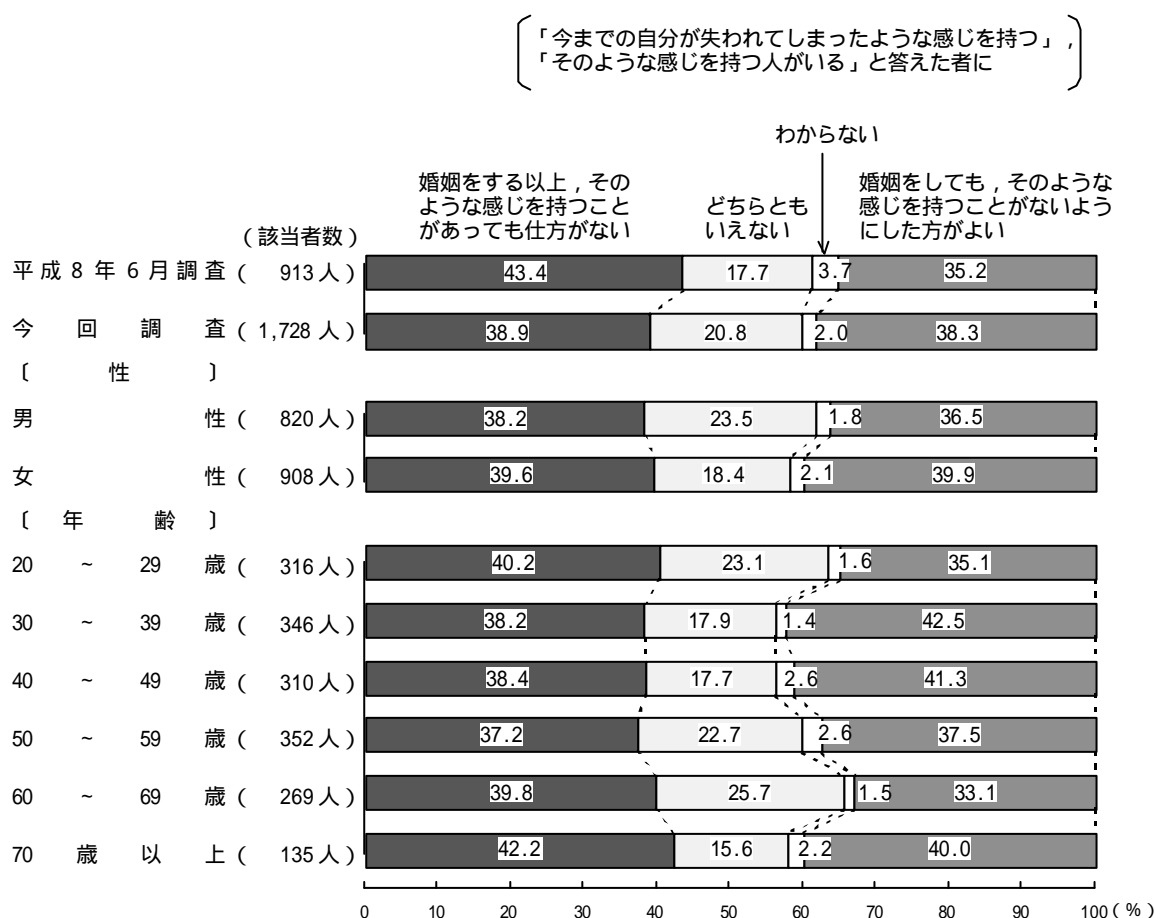 「今までの自分が失われてしまったような感じを持つ」,
「そのような感じを持つ人がいる」と答えた者に
わからない
婚姻をする以上,その
ような感じを持つこと
があっても仕方がない
どちらとも
いえない
婚姻をしても,そのような
感じを持つことがないよう
にした方がよい
(該当者数)
平成8年6月調査(913人) 43.4 17.7 3.7 35.2
今回調査(1,728人) 38.9 20.8 2.0 38.3
〔性〕
男性(820人) 38.2 23.5 1.8 36.5
女性(908人) 39.6 18.4 2.1 39.9
〔年齢〕
20~29歳(316人) 40.2 23.1 1.6 35.1
30~39歳(346人) 38.2 17.9 1.4 42.5
40~49歳(310人) 38.4 17.7 2.6 41.3
50~59歳(352人) 37.2 22.7 2.6 37.5
60~69歳(269人) 39.8 25.7 1.5 33.1
70歳以上(135人) 42.2 15.6 2.2 40.0
0 10 20 30 40 50 60 70 80 90 100(%)